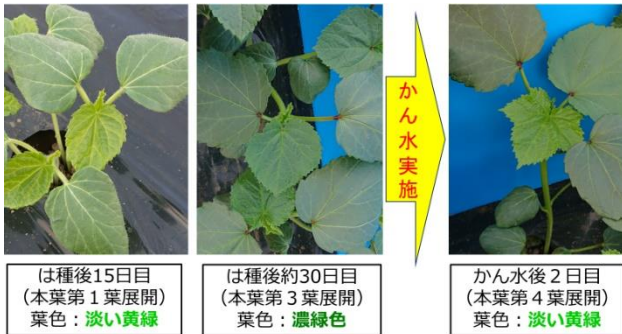 かん水実施
は種後15日目
（本葉第１葉展開）
葉色：淡い黄緑
は種後約30日目
（本葉第３葉展開）
葉色：濃緑色
かん水後２日目
（本葉第４葉展開）
葉色：淡い黄緑